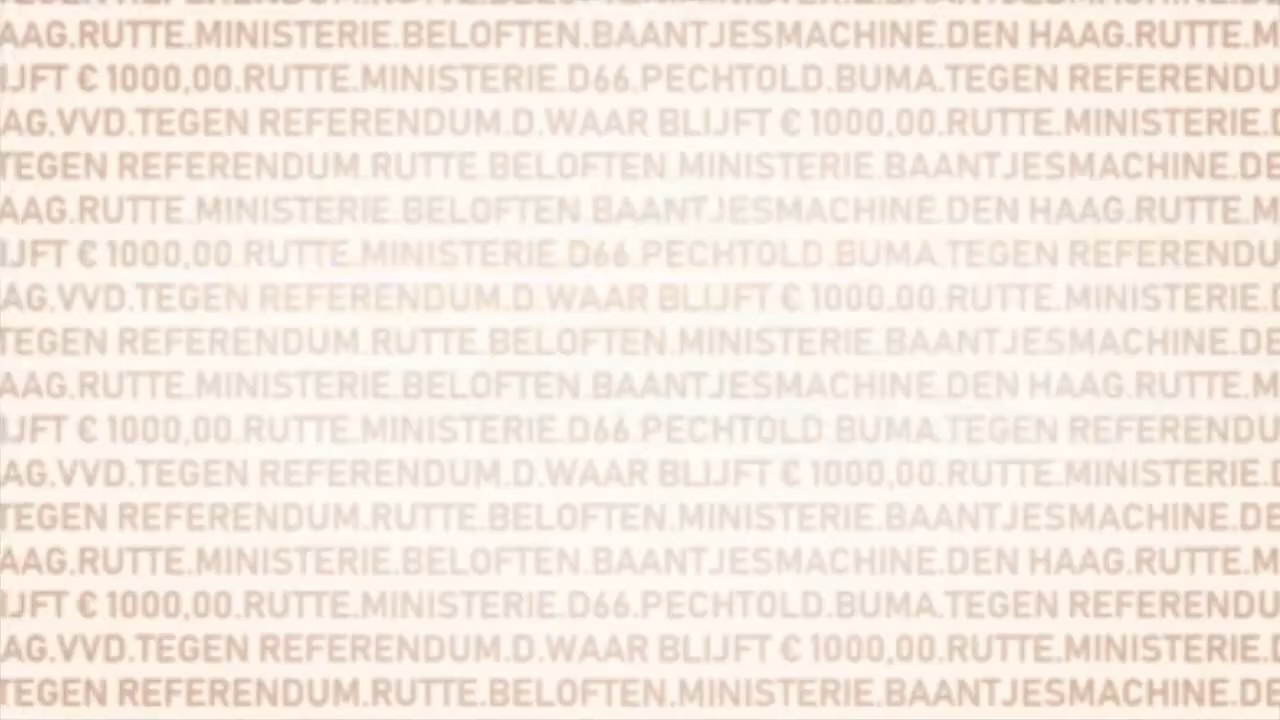 AAG.RUTTE.MINISTERIE.BELOFTEN.BAANTJESMACHINE.DEN HAAG.RUTTE.M
IJFT € 1000,00.RUTTE.MINISTERIE.D66.PECHTOLD.BUMA.TEGEN REFERENDU
AG.VVD.TEGEN REFERENDUM.D.WAAR BLIJFT € 1000,00.RUTTE.MINISTERIE.D
TEGEN REFERENDUM.RUTTE.BELOFTEN.MINISTERIE.BAANTJESMACHINE.DE
AAG.RUTTE.MINISTERIE.BELOFTEN.BAANTJESMACHINE.DEN HAAG.RUTTE.M
IJFT € 1000,00.RUTTE.MINISTERIE.D66.PECHTOLD.BUMA.TEGEN REFERENDU
AG.VVD.TEGEN REFERENDUM.D.WAAR BLIJFT € 1000,00.RUTTE.MINISTERIE.D
TEGEN REFERENDUM.RUTTE.BELOFTEN.MINISTERIE.BAANTJESMACHINE.DE
AAG.RUTTE.MINISTERIE.BELOFTEN.BAANTJESMACHINE.DEN HAAG.RUTTE.M
IJFT € 1000,00.RUTTE.MINISTERIE.D66.PECHTOLD.BUMA.TEGEN REFERENDU
AG.VVD.TEGEN REFERENDUM.D.WAAR BLIJFT € 1000,00.RUTTE.MINISTERIE.D
TEGEN REFERENDUM.RUTTE.BELOFTEN.MINISTERIE.BAANTJESMACHINE.DE
AAG.RUTTE.MINISTERIE.BELOFTEN.BAANTJESMACHINE.DEN HAAG.RUTTE.M
IJFT € 1000,00.RUTTE.MINISTERIE.D66.PECHTOLD.BUMA.TEGEN REFERENDU
AG.VVD.TEGEN REFERENDUM.D.WAAR BLIJFT € 1000,00.RUTTE.MINISTERIE.D
TEGEN REFERENDUM.RUTTE.BELOFTEN.MINISTERIE.BAANTJESMACHINE.DE